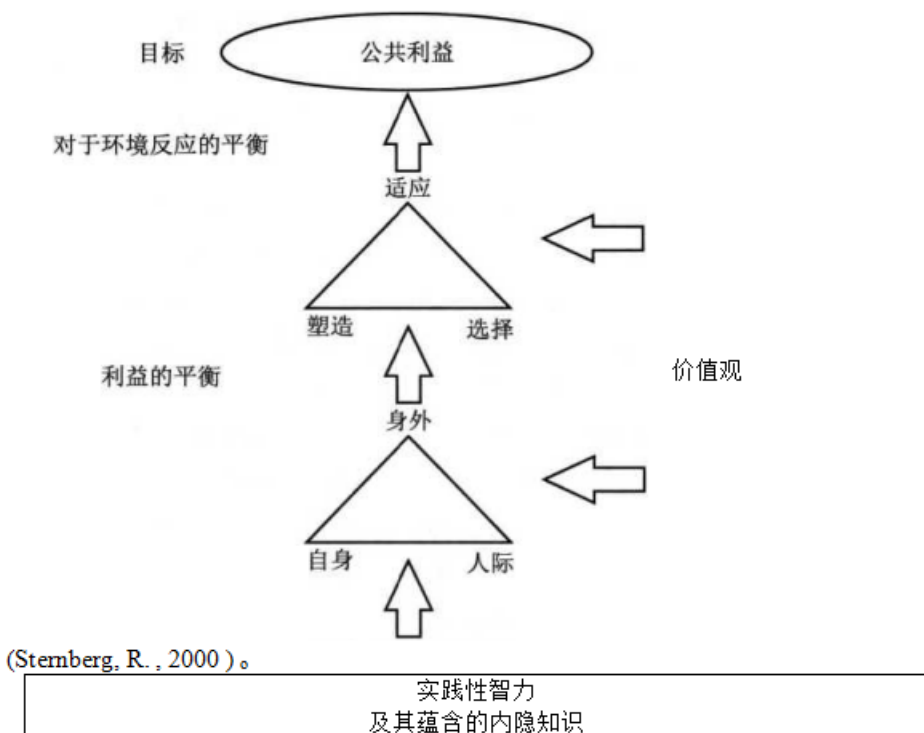 目标
公共利益
对于环境反应的平衡
适应
塑造
选择
利益的平衡
价值观
身外
自身
人际
(Sternberg, R. , 2000 )。
实践性智力
及其蕴含的内隐知识